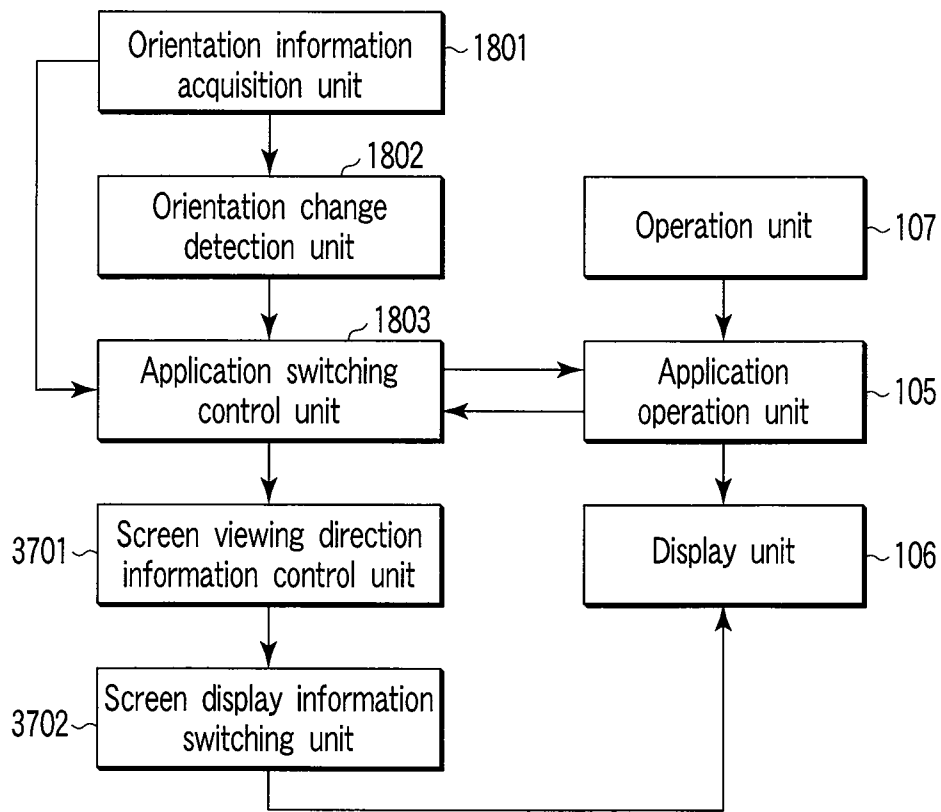 Orientation information
acquisition unit
1801
1802
Orientation change
detection unit
Operation unit
107
1803
Application switching
control unit
Application
operation unit
105
3701
Screen viewing direction
information control unit
Display unit
106
3702
Screen display information
switching unit